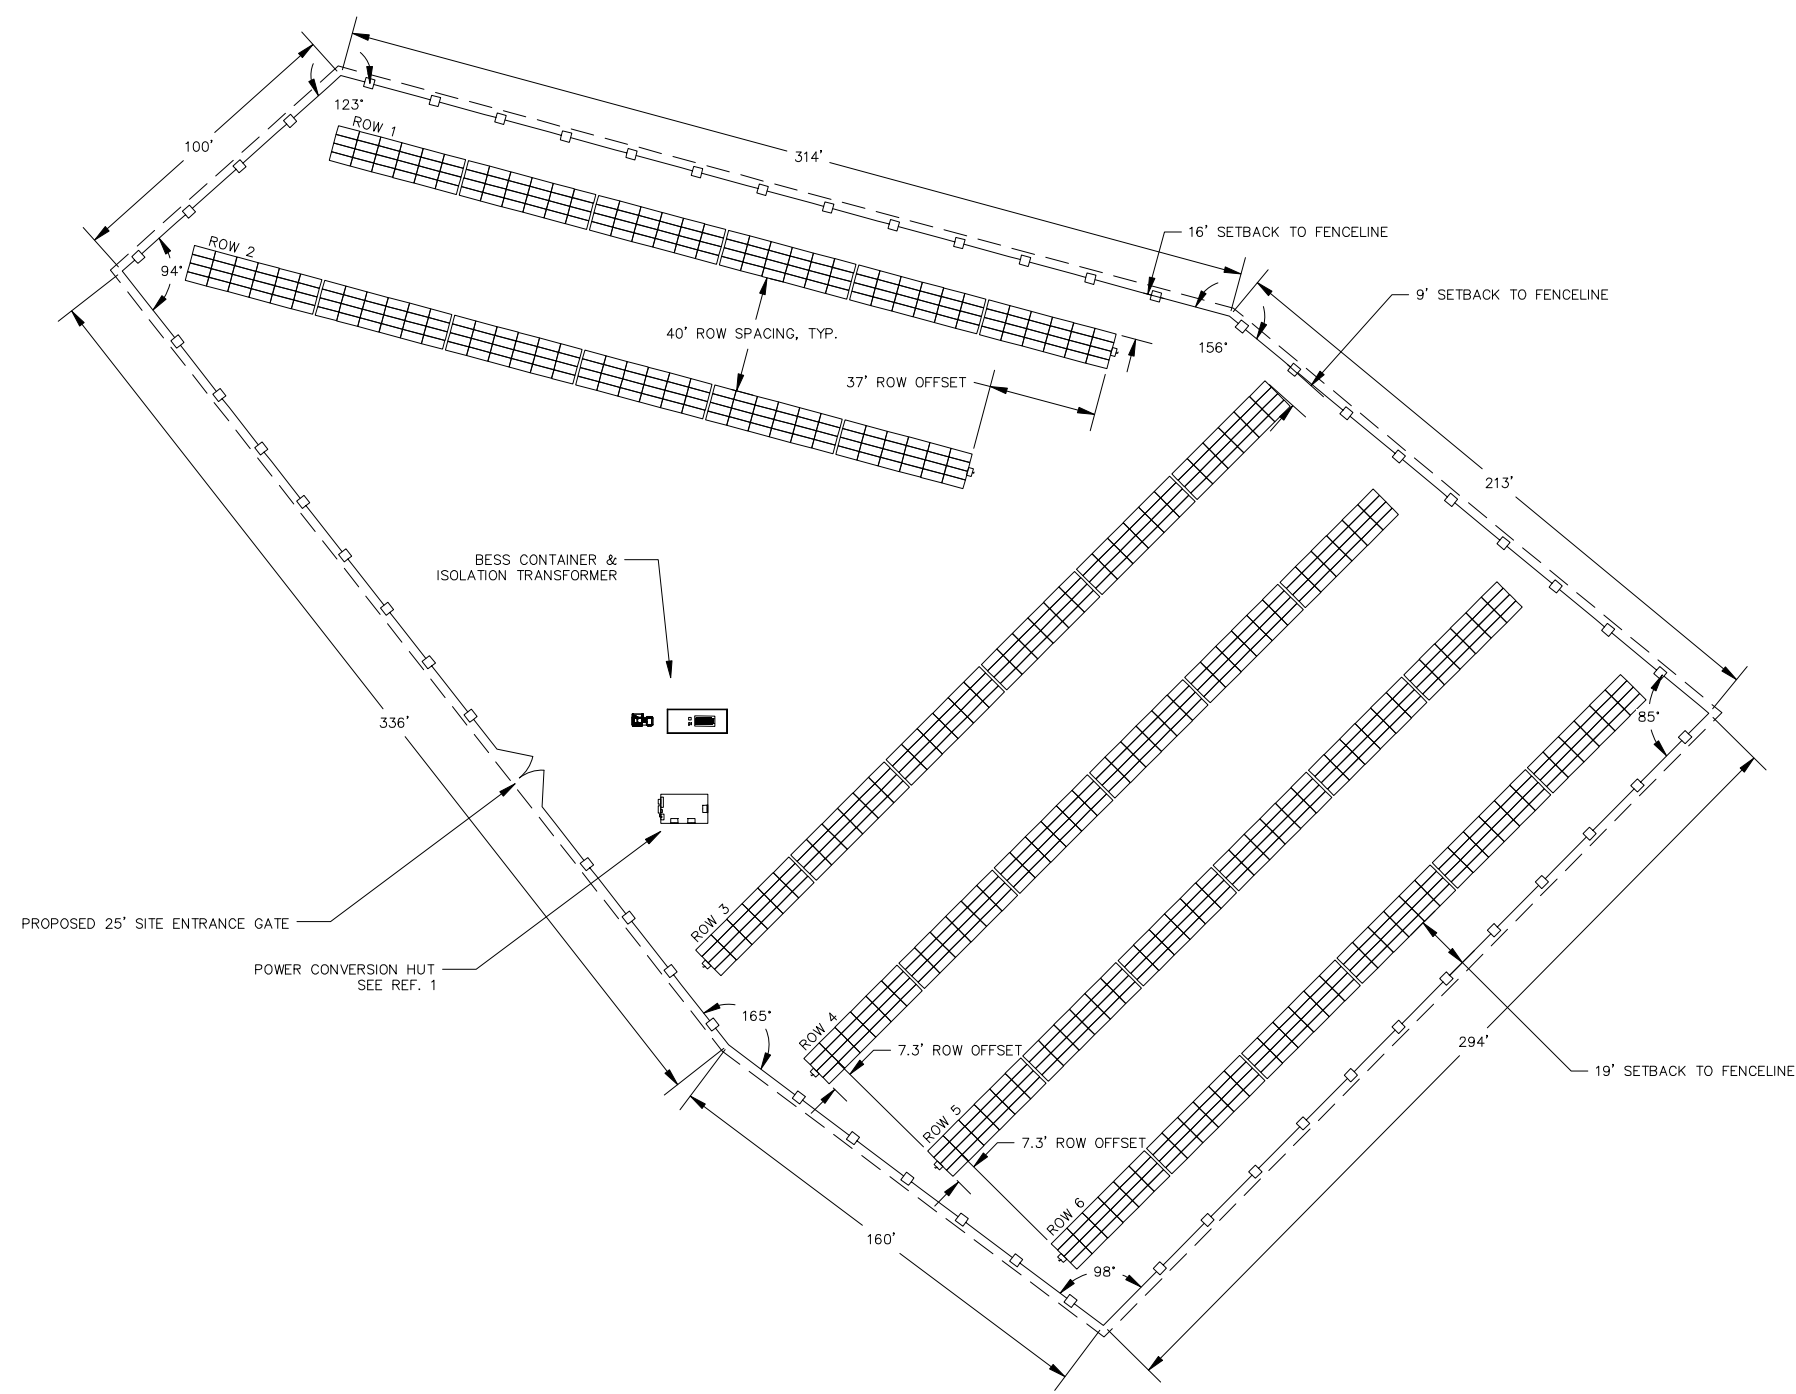 100'
123°
ROW 1
314'
16' SETBACK TO FENCELINE
ROW 2
94°
9' SETBACK TO FENCELINE
40' ROW SPACING, TYP.
156°
37' ROW OFFSET
213'
BESS CONTAINER &
ISOLATION TRANSFORMER
336'
85°
ROW 3
PROPOSED 25' SITE ENTRANCE GATE
POWER CONVERSION HUT
SEE REF. 1
165°
ROW 4
7.3' ROW OFFSET
294'
19' SETBACK TO FENCELINE
ROW 5
7.3' ROW OFFSET
ROW 6
160'
98°